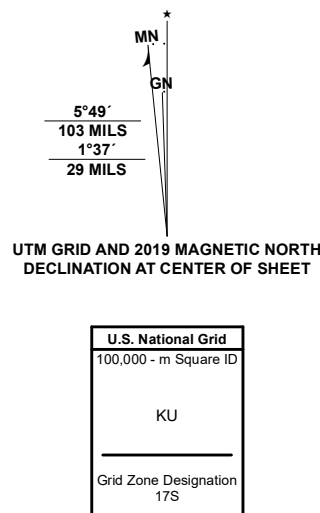 ★
MN
GN
5°49´
103 MILS
1°37´
29 MILS
UTM GRID AND 2019 MAGNETIC NORTH
DECLINATION AT CENTER OF SHEET
U.S. National Grid
100,000 - m Square ID
KU
Grid Zone Designation
17S